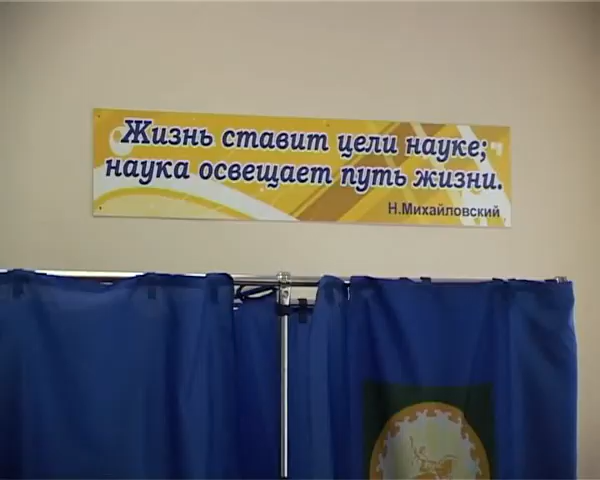 Жизнь ставит цели науке;
наука освещает путь жизни.
Н.Михайловский